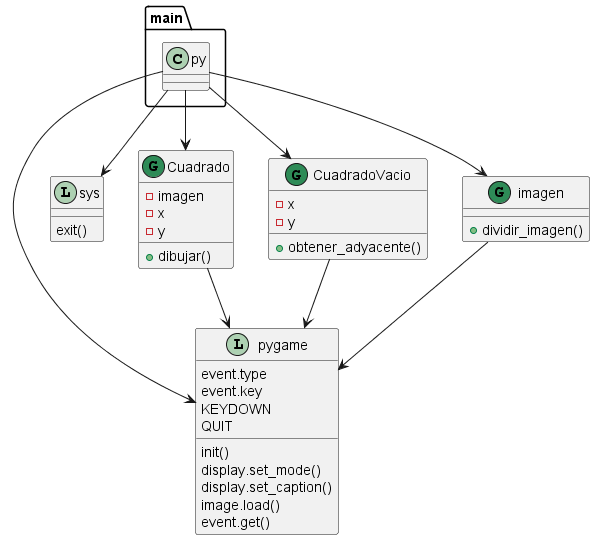 main
C py
L sys
exit()
G Cuadrado
imagen
x
y
dibujar()
G CuadradoVacio
x
y
obtener_adyacente()
G imagen
dividir_imagen()
L pygame
event.type
event.key
KEYDOWN
QUIT
init()
display.set_mode()
display.set_caption()
image.load()
event.get()